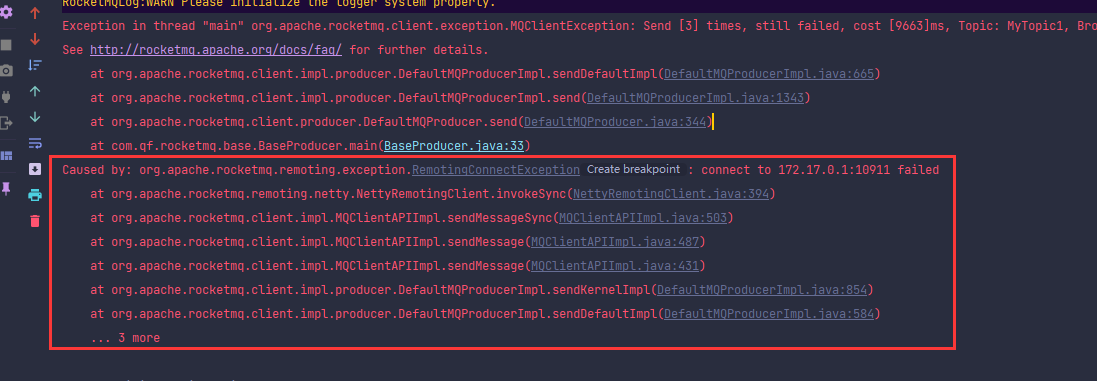 RocketMQLog:WARN Please initialize the logger system properly.
Exception in thread "main" org.apache.rocketmq.client.exception.MQClientException: Send [3] times, still failed, cost [9663]ms, Topic: MyTopic1, Bro
See http://rocketmq.apache.org/docs/faq/ for further details.
at org.apache.rocketmq.client.impl.producer.DefaultMQProducerImpl.sendDefaultImpl(DefaultMQProducerImpl.java:665)
at org.apache.rocketmq.client.impl.producer.DefaultMQProducerImpl.send(DefaultMQProducerImpl.java:1343)
at org.apache.rocketmq.client.producer.DefaultMQProducer.send(DefaultMQProducer.java:344)
at com.qf.rocketmq.base.BaseProducer.main(BaseProducer.java:33)
Caused by: org.apache.rocketmq.remoting.exception.RemotingConnectException Create breakpoint : connect to 172.17.0.1:10911 failed
at org.apache.rocketmq.remoting.netty.NettyRemotingClient.invokeSync(NettyRemotingClient.java:394)
at org.apache.rocketmq.client.impl.MQClientAPIImpl.sendMessageSync(MQClientAPIImpl.java:503)
at org.apache.rocketmq.client.impl.MQClientAPIImpl.sendMessage(MQClientAPIImpl.java:487)
at org.apache.rocketmq.client.impl.MQClientAPIImpl.sendMessage(MQClientAPIImpl.java:431)
at org.apache.rocketmq.client.impl.producer.DefaultMQProducerImpl.sendKernelImpl(DefaultMQProducerImpl.java:854)
at org.apache.rocketmq.client.impl.producer.DefaultMQProducerImpl.sendDefaultImpl(DefaultMQProducerImpl.java:584)
... 3 more